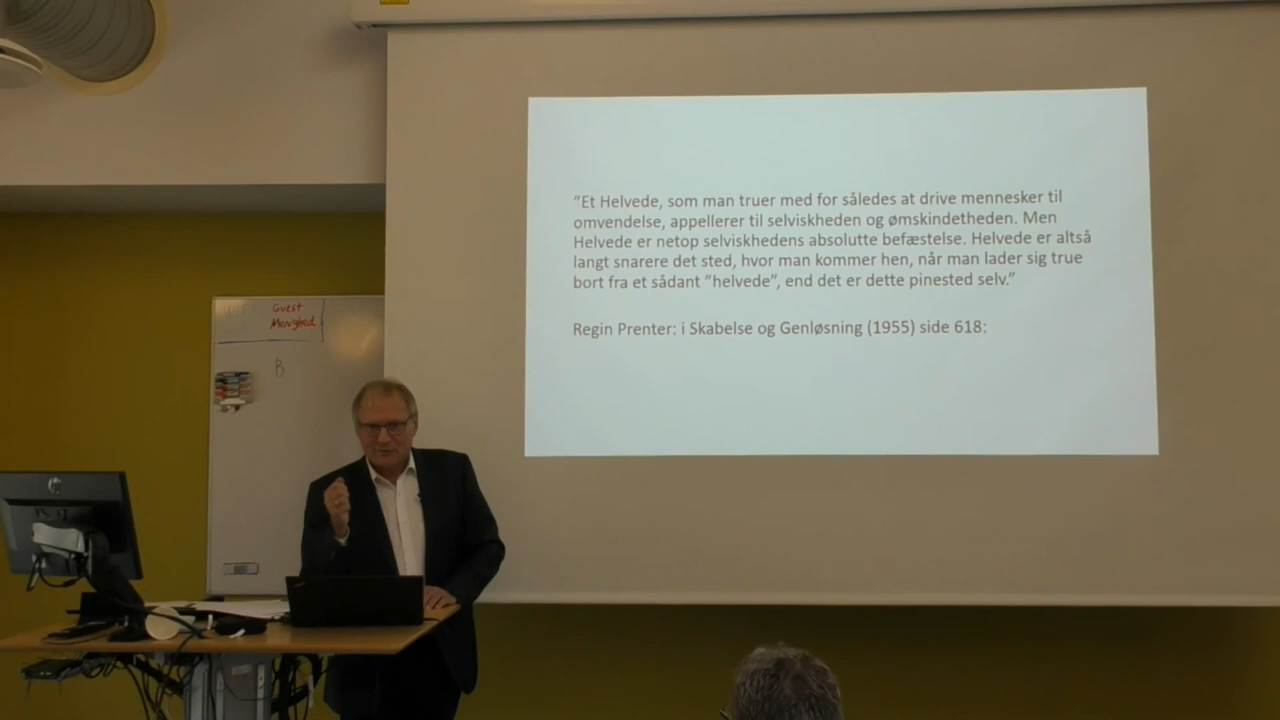 "Et Helvede, som man truer med for således at drive mennesker til
omvendelse, appellerer til selviskheden og ømskindetheden. Men
Helvede er netop selviskhedens absolutte befæstelse. Helvede er altså
langt snarere det sted, hvor man kommer hen, når man lader sig true
bort fra et sådant "helvede", end det er dette pinested selv."
Regin Prenter: i Skabelse og Genløsning (1955) side 618:
B